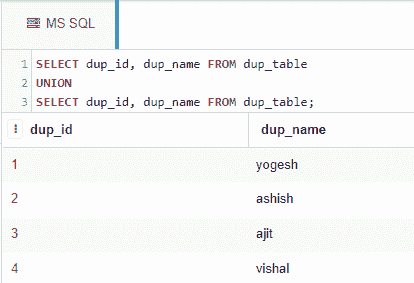 MS SQL
1 SELECT dup_id, dup_name FROM dup_table
2 UNION
3 SELECT dup_id, dup_name FROM dup_table;
dup_id dup_name
1 yogesh
2 ashish
3 ajit
4 vishal